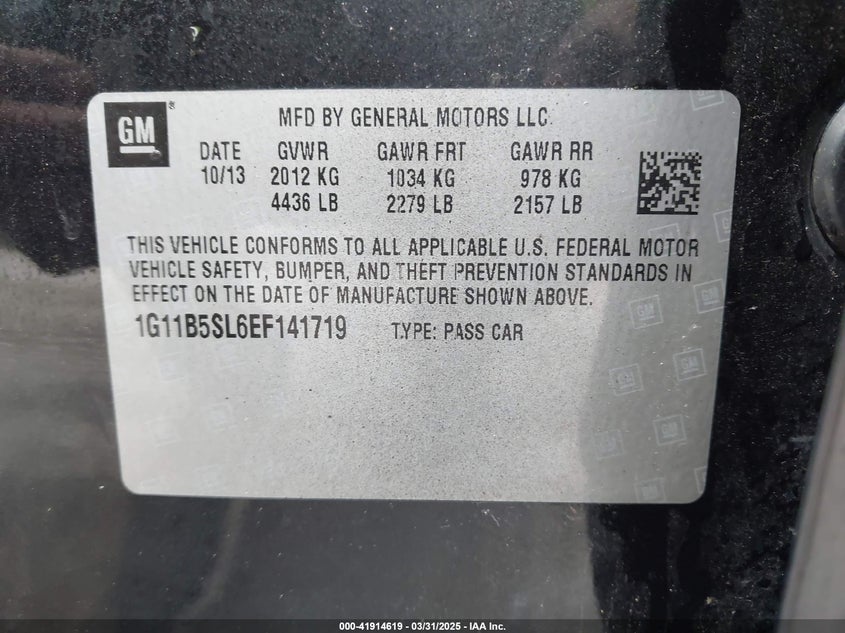 GM
MFD BY GENERAL MOTORS LLC
DATE GVWR GAWR FRT GAWR RR
10/13 2012 KG 1034 KG 978 KG
4436 LB 2279 LB 2157 LB
THIS VEHICLE CONFORMS TO ALL APPLICABLE U.S. FEDERAL MOTOR
VEHICLE SAFETY, BUMPER, AND THEFT PREVENTION STANDARDS IN
EFFECT ON THE DATE OF MANUFACTURE SHOWN ABOVE.
1G11B5SL6EF141719 TYPE: PASS CAR
000-41914619 - 03/31/2025 - IAA Inc.